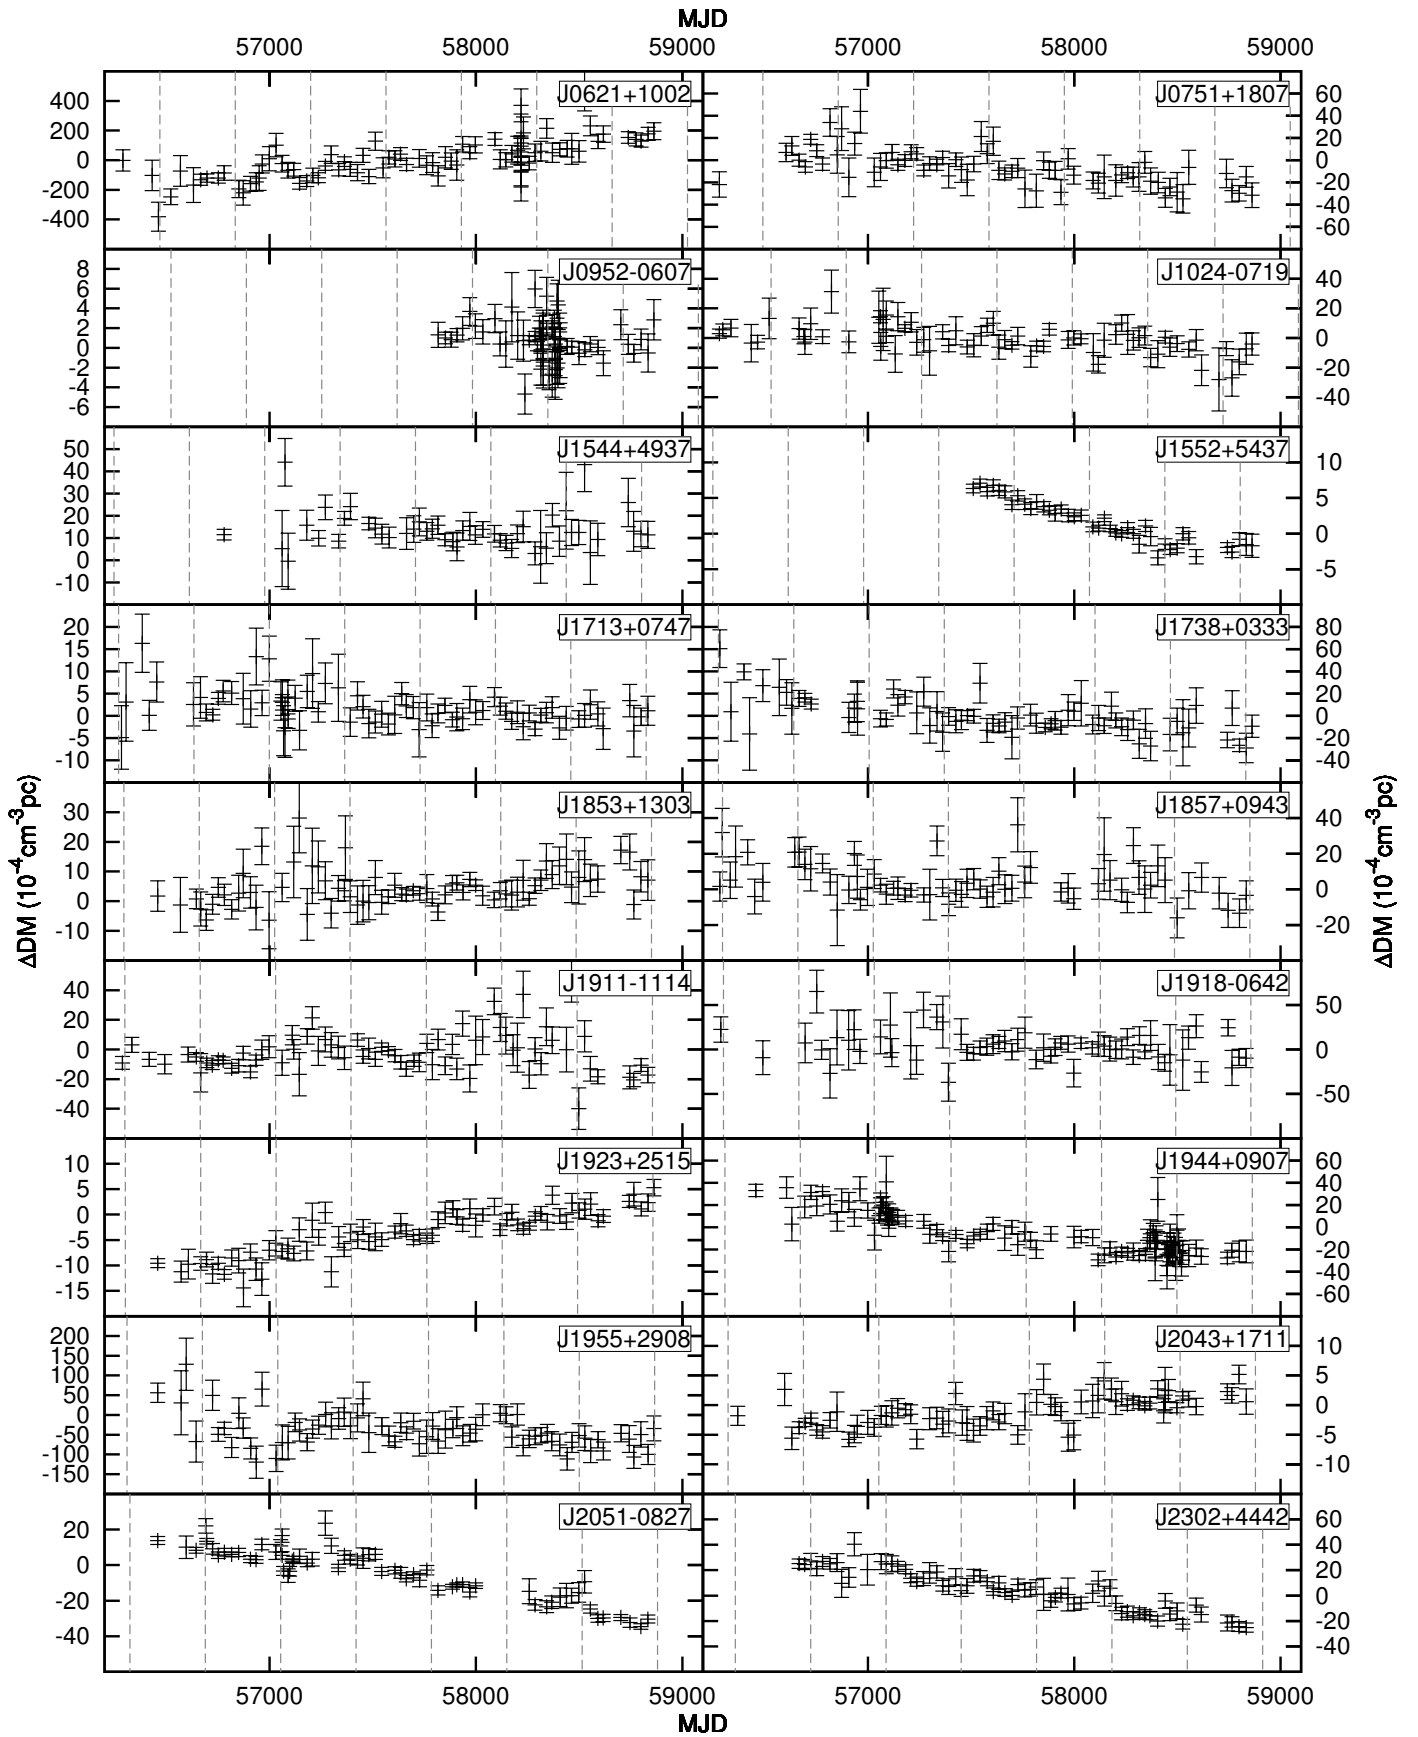 MJD
57000 58000 59000 57000 58000 59000
400 200 0 -200 -400 J0621+1002 J0751+1807 60 40 20 0 -20 -40 -60
8 6 4 2 0 -2 -4 -6 J0952-0607 J1024-0719 40 20 0 -20 -40
50 40 30 20 10 0 -10 J1544+4937 J1552+5437 10 5 0 -5
20 15 10 5 0 -5 -10 J1713+0747 J1738+0333 80 60 40 20 0 -20 -40
ΔDM (10⁻⁴cm⁻³pc)
30 20 10 0 -10 J1853+1303 J1857+0943 40 20 0 -20
ΔDM (10⁻⁴cm⁻³pc)
40 20 0 -20 -40 J1911-1114 J1918-0642 50 0 -50
10 5 0 -5 -10 -15 J1923+2515 J1944+0907 60 40 20 0 -20 -40 -60
200 150 100 50 0 -50 -100 -150 J1955+2908 J2043+1711 10 5 0 -5 -10
20 0 -20 -40 J2051-0827 J2302+4442 60 40 20 0 -20 -40
57000 58000 59000 57000 58000 59000
MJD